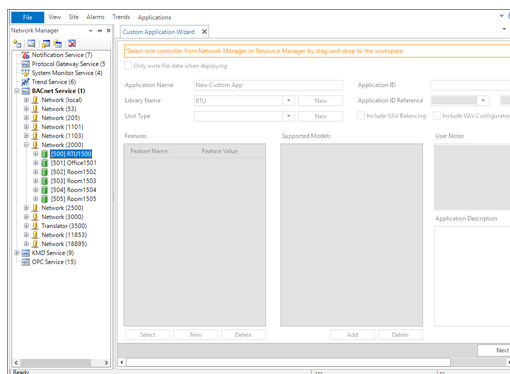 File View Site Alarms Trends Applications
Network Manager
Notification Service (7)
Protocol Gateway Service (5
System Monitor Service (4)
Trend Service (6)
BACnet Service (1)
Network (local)
Network (53)
Network (205)
Network (1101)
Network (1103)
Network (2000)
[500] RTU1500
[501] Office1501
[502] Room1502
[503] Room1503
[504] Room1504
[505] Room1505
Network (2500)
Network (3000)
Translator (3500)
Network (11853)
Network (18895)
KMD Service (9)
OPC Service (15)
Custom Application Wizard
*Select one controller from Network Manager or Resource Manager by drag-and-drop to the workspace
Only write file data when deploying
Application Name New Custom App Application ID
Library Name RTU New Application ID Reference
Unit Type New Include VAV Balancing Include VAV Configuratio
Features Supported Models User Notes
Feature Name Feature Value
Application Description
Select New Delete Add Delete
Next
Ready